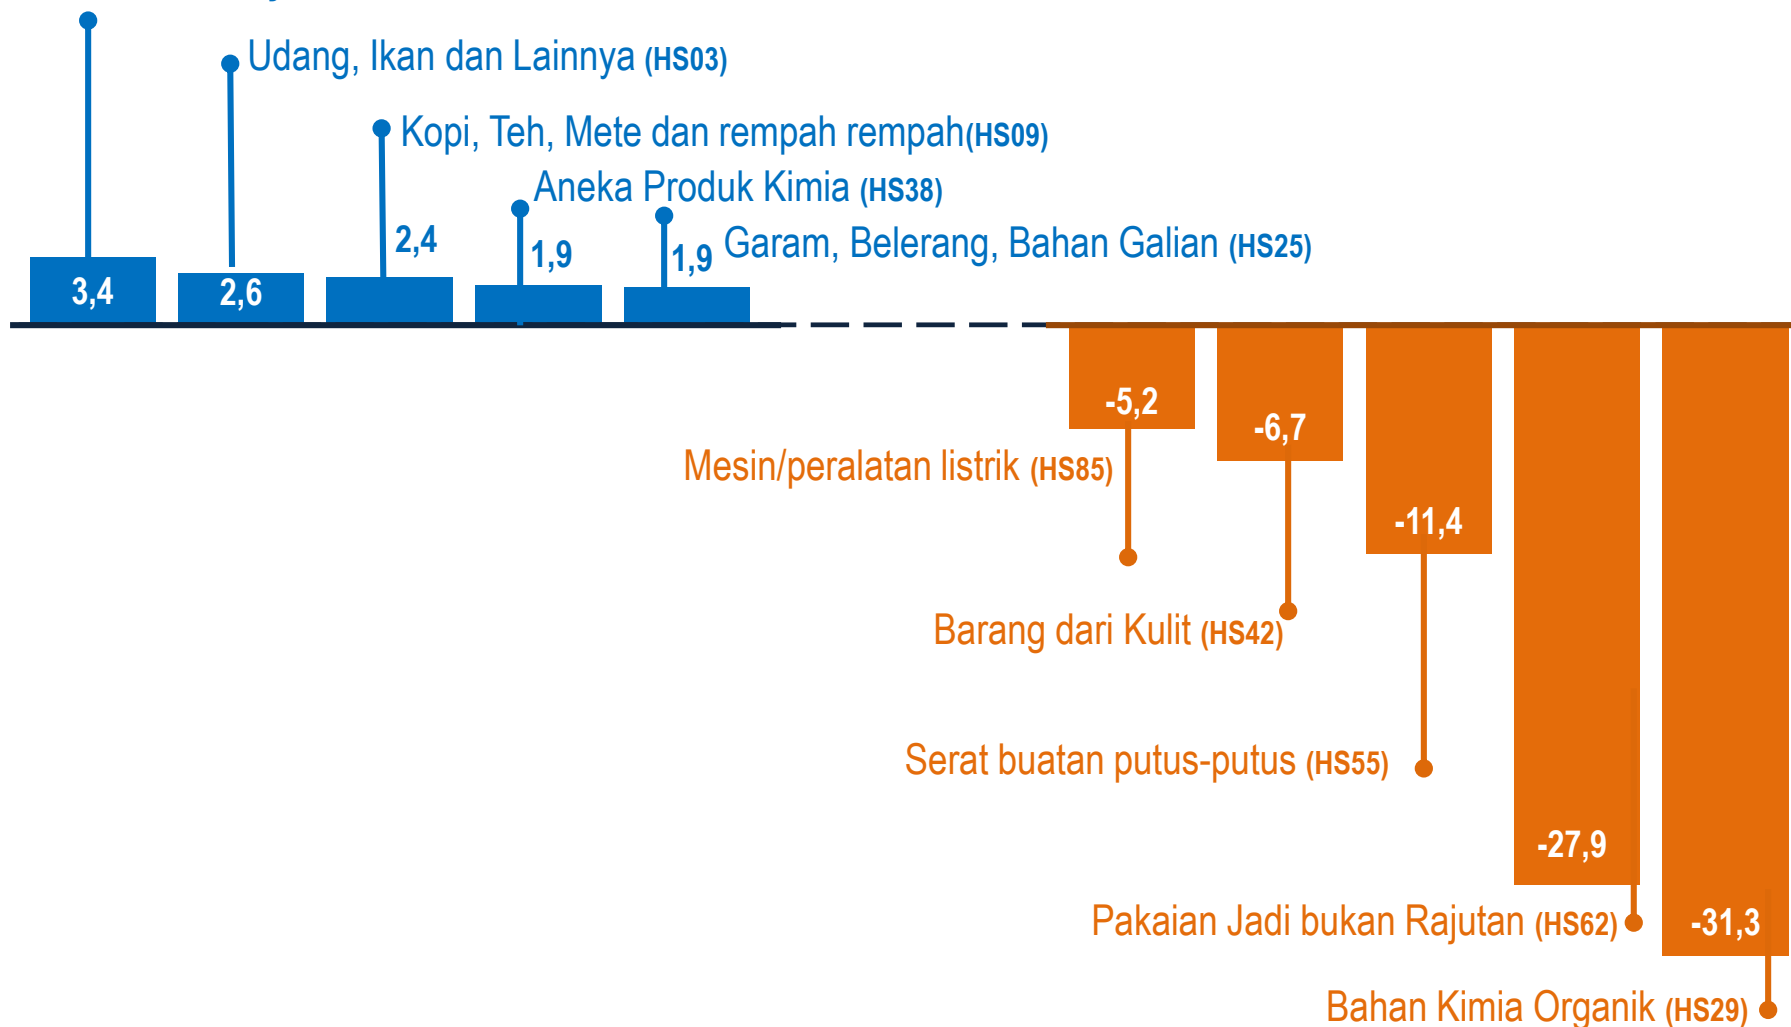 Udang, Ikan dan Lainnya (HS03)
Kopi, Teh, Mete dan rempah rempah(HS09)
Aneka Produk Kimia (HS38)
Garam, Belerang, Bahan Galian (HS25)
3,4
2,6
2,4
1,9
1,9
-5,2
-6,7
-11,4
-27,9
-31,3
Mesin/peralatan listrik (HS85)
Barang dari Kulit (HS42)
Serat buatan putus-putus (HS55)
Pakaian Jadi bukan Rajutan (HS62)
Bahan Kimia Organik (HS29)